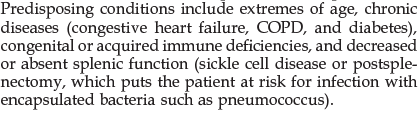 Predisposing conditions include extremes of age, chronic
diseases (congestive heart failure, COPD, and diabetes),
congenital or acquired immune deficiencies, and decreased
or absent splenic function (sickle cell disease or postsple-
nectomy, which puts the patient at risk for infection with
encapsulated bacteria such as pneumococcus).